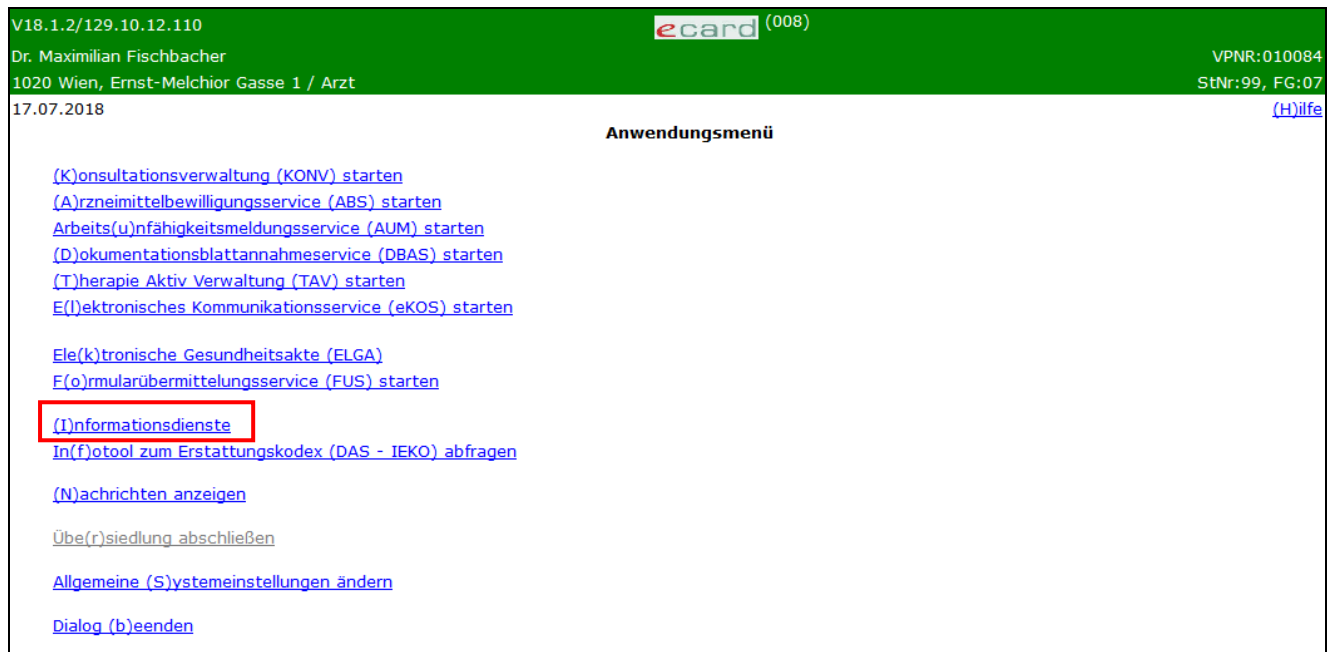 V18.1.2/129.10.12.110 ecard (008)
Dr. Maximilian Fischbacher VPNR:010084
1020 Wien, Ernst-Melchior Gasse 1 / Arzt StNr:99, FG:07
17.07.2018 (H)ilfe
Anwendungsmenü
(K)onsultationsverwaltung (KONV) starten
(A)rzneimittelbewilligungsservice (ABS) starten
Arbeits(u)nfähigkeitsmeldungsservice (AUM) starten
(D)okumentationsblattannahmeservice (DBAS) starten
(T)herapie Aktiv Verwaltung (TAV) starten
E(l)ektronisches Kommunikationsservice (eKOS) starten
Ele(k)tronische Gesundheitsakte (ELGA)
F(o)rmularübermittelungsservice (FUS) starten
(I)nformationsdienste
In(f)otool zum Erstattungskodex (DAS - IEKO) abfragen
(N)achrichten anzeigen
Übe(r)siedlung abschließen
Allgemeine (S)ystemeinstellungen ändern
Dialog (b)eenden